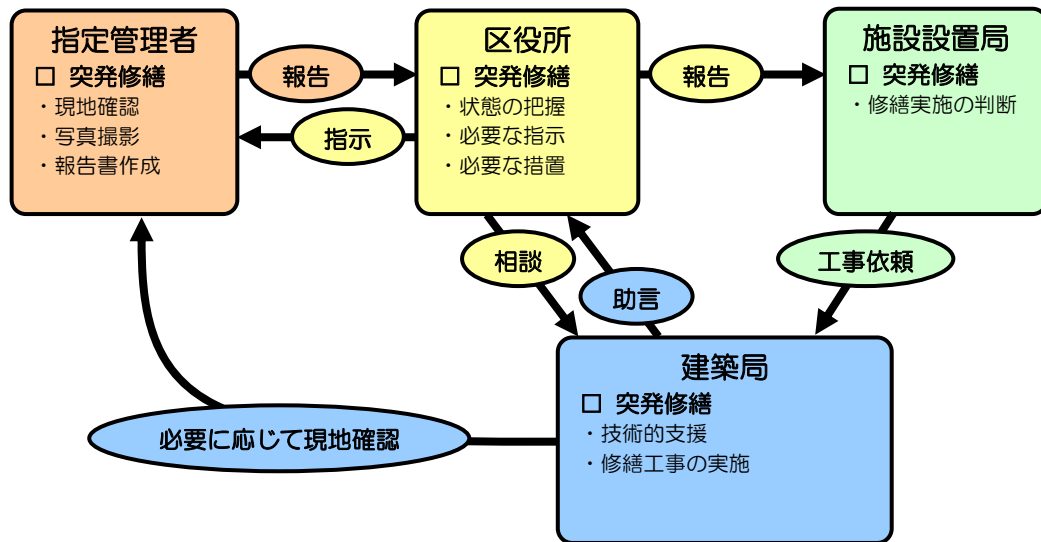 指定管理者
□ 突発修繕
・現地確認
・写真撮影
・報告書作成
報告
指示
区役所
□ 突発修繕
・状態の把握
・必要な指示
・必要な措置
報告
施設設置局
□ 突発修繕
・修繕実施の判断
相談
助言
工事依頼
建築局
□ 突発修繕
・技術的支援
・修繕工事の実施
必要に応じて現地確認